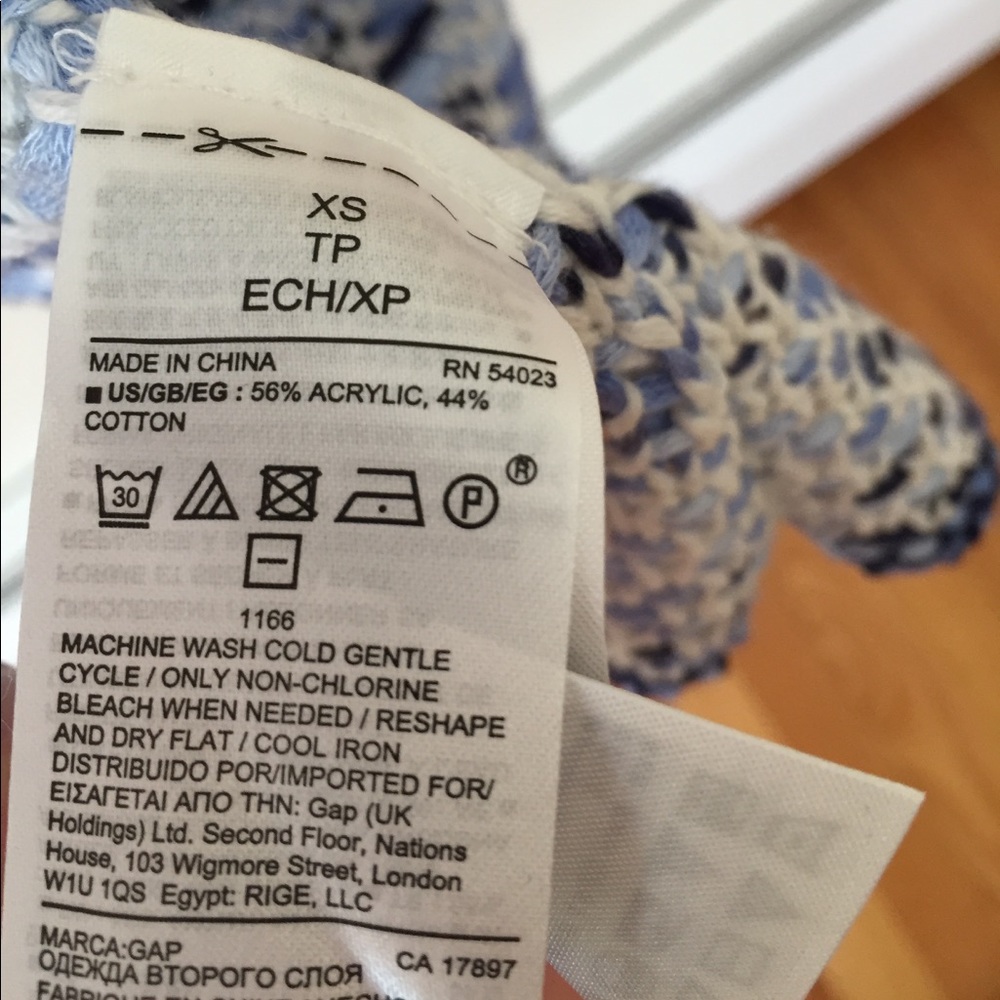 XS
TP
ECH/XP
MADE IN CHINA RN 54023
■ US/GB/EG : 56% ACRYLIC, 44%
COTTON
30 P ®
1166
MACHINE WASH COLD GENTLE
CYCLE / ONLY NON-CHLORINE
BLEACH WHEN NEEDED / RESHAPE
AND DRY FLAT / COOL IRON
DISTRIBUIDO POR/IMPORTED FOR/
ΕΙΣΑΓΕΤΑΙ ΑΠΟ ΤΗΝ: Gap (UK
Holdings) Ltd. Second Floor, Nations
House, 103 Wigmore Street, London
W1U 1QS Egypt: RIGE, LLC
MARCA:GAP CA 17897
ОДЕЖДА ВТОРОГО СЛОЯ
FABRIQUE EN